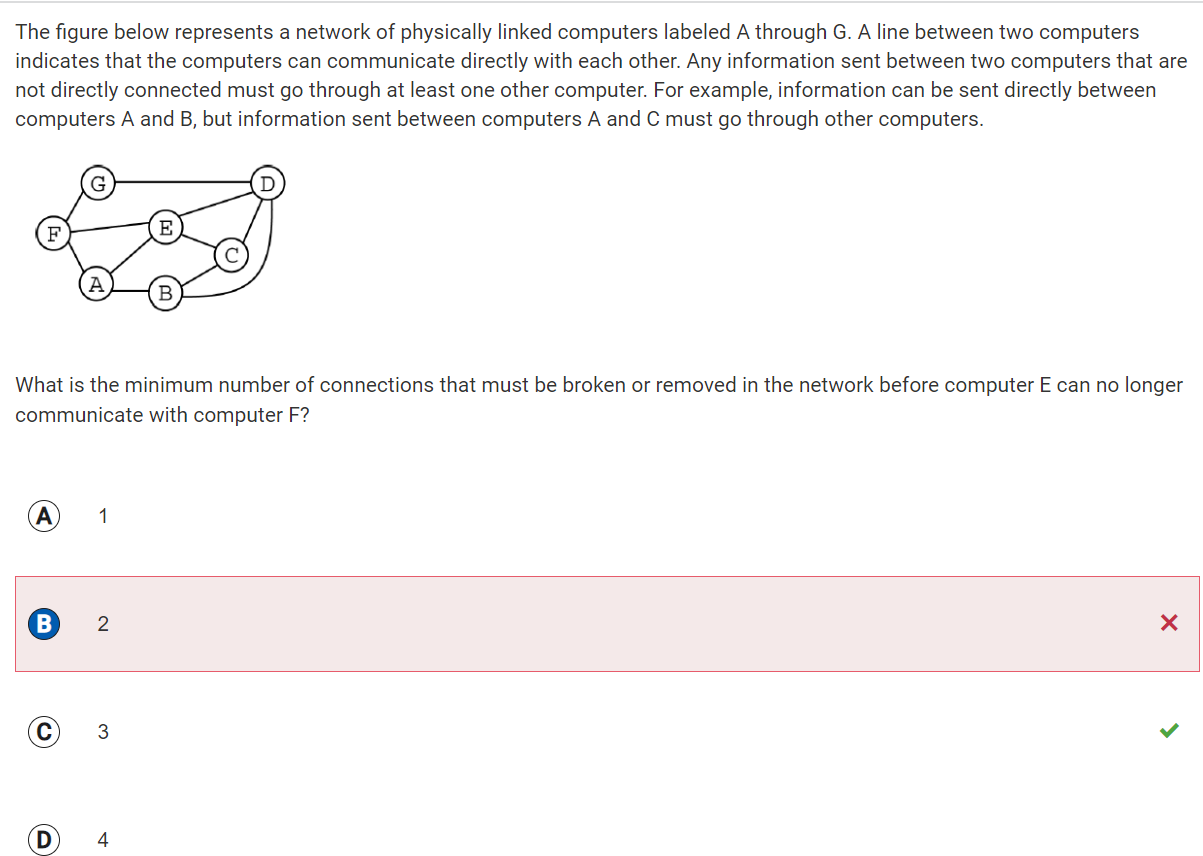 The figure below represents a network of physically linked computers labeled A through G. A line between two computers
indicates that the computers can communicate directly with each other. Any information sent between two computers that are
not directly connected must go through at least one other computer. For example, information can be sent directly between
computers A and B, but information sent between computers A and C must go through other computers.
G
D
F
E
C
A
B
What is the minimum number of connections that must be broken or removed in the network before computer E can no longer
communicate with computer F?
A 1
B 2
C 3
D 4